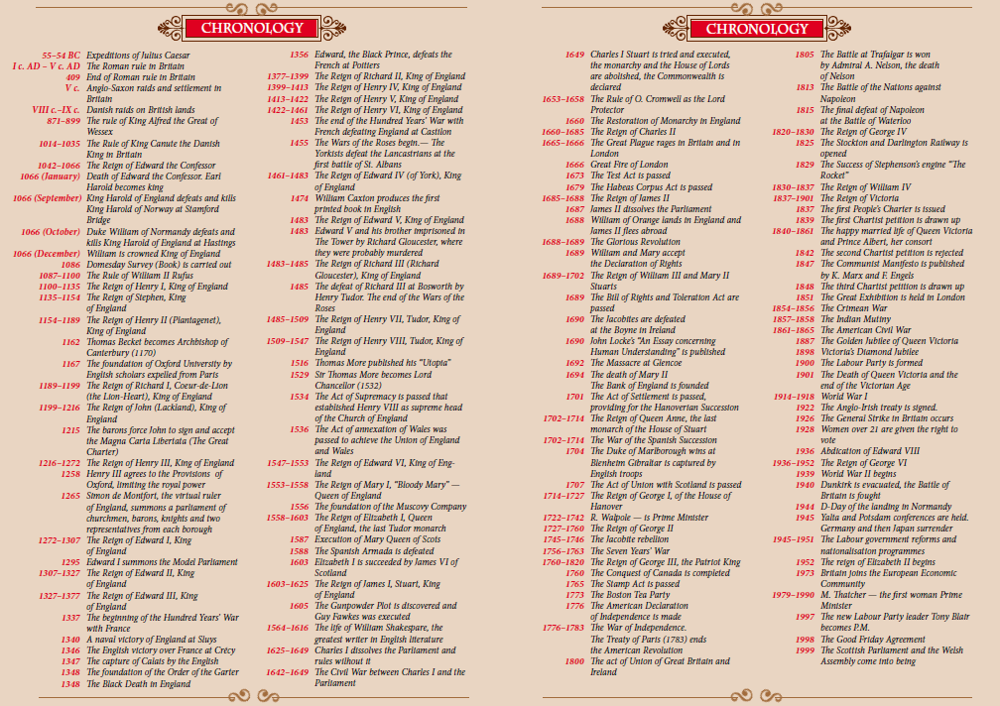 CHRONOLOGY
55–54 BC Expeditions of Iulius Caesar
I c. AD – V c. AD The Roman rule in Britain
409 End of Roman rule in Britain
V c. Anglo-Saxon raids and settlement in
Britain
VIII c.–IX c. Danish raids on British lands
871–899 The rule of King Alfred the Great of
Wessex
1014–1035 The Rule of King Canute the Danish
King in Britain
1042–1066 The Reign of Edward the Confessor
1066 (January) Death of Edward the Confessor. Earl
Harold becomes king
1066 (September) King Harold of England defeats and kills
King Harold of Norway at Stamford
Bridge
1066 (October) Duke William of Normandy defeats and
kills King Harold of England at Hastings
1066 (December) William is crowned King of England
1086 Domesday Survey (Book) is carried out
1087–1100 The Rule of William II Rufus
1100–1135 The Reign of Henry I, King of England
1135–1154 The Reign of Stephen, King
of England
1154–1189 The Reign of Henry II (Plantagenet),
King of England
1162 Thomas Becket becomes Archbishop of
Canterbury (1170)
1167 The foundation of Oxford University by
English scholars expelled from Paris
1189–1199 The Reign of Richard I, Coeur-de-Lion
(the Lion-Heart), King of England
1199–1216 The Reign of John (Lackland), King of
England
1215 The barons force John to sign and accept
the Magna Carta Libertata (The Great
Charter)
1216–1272 The Reign of Henry III, King of England
1258 Henry III agrees to the Provisions of
Oxford, limiting the royal power
1265 Simon de Montfort, the virtual ruler
of England, summons a parliament of
churchmen, barons, knights and two
representatives from each borough
1272–1307 The Reign of Edward I, King
of England
1295 Edward I summons the Model Parliament
1307–1327 The Reign of Edward II, King
of England
1327–1377 The Reign of Edward III, King
of England
1337 The beginning of the Hundred Years' War
with France
1340 A naval victory of England at Sluys
1346 The English victory over France at Crécy
1347 The capture of Calais by the English
1348 The foundation of the Order of the Garter
1348 The Black Death in England
1356 Edward, the Black Prince, defeats the
French at Poitiers
1377–1399 The Reign of Richard II, King of England
1399–1413 The Reign of Henry IV, King of England
1413–1422 The Reign of Henry V, King of England
1422–1461 The Reign of Henry VI, King of England
1453 The end of the Hundred Years' War with
French defeating England at Castilon
1455 The Wars of the Roses begin.— The
Yorkists defeat the Lancastrians at the
first battle of St. Albans
1461–1483 The Reign of Edward IV (of York), King
of England
1474 William Caxton produces the first
printed book in English
1483 The Reign of Edward V, King of England
1483 Edward V and his brother imprisoned in
The Tower by Richard Gloucester, where
they were probably murdered
1483–1485 The Reign of Richard III (Richard
Gloucester), King of England
1485 The defeat of Richard III at Bosworth by
Henry Tudor. The end of the Wars of the
Roses
1485–1509 The Reign of Henry VII, Tudor, King of
England
1509–1547 The Reign of Henry VIII, Tudor, King of
England
1516 Thomas More published his "Utopia"
1529 Sir Thomas More becomes Lord
Chancellor (1532)
1534 The Act of Supremacy is passed that
established Henry VIII as supreme head
of the Church of England
1536 The Act of annexation of Wales was
passed to achieve the Union of England
and Wales
1547–1553 The Reign of Edward VI, King of Eng-
land
1553–1558 The Reign of Mary I, "Bloody Mary" —
Queen of England
1556 The foundation of the Muscovy Company
1558–1603 The Reign of Elizabeth I, Queen
of England, the last Tudor monarch
1587 Execution of Mary Queen of Scots
1588 The Spanish Armada is defeated
1603 Elizabeth I is succeeded by James VI of
Scotland
1603–1625 The Reign of James I, Stuart, King
of England
1605 The Gunpowder Plot is discovered and
Guy Fawkes was executed
1564–1616 The life of William Shakespare, the
greatest writer in English literature
1625–1649 Charles I dissolves the Parliament and
rules without it
1642–1649 The Civil War between Charles I and the
Parliament
CHRONOLOGY
1649 Charles I Stuart is tried and executed,
the monarchy and the House of Lords
are abolished, the Commonwealth is
declared
1653–1658 The Rule of O. Cromwell as the Lord
Protector
1660 The Restoration of Monarchy in England
1660–1685 The Reign of Charles II
1665–1666 The Great Plague rages in Britain and in
London
1666 Great Fire of London
1673 The Test Act is passed
1679 The Habeas Corpus Act is passed
1685–1688 The Reign of James II
1687 James II dissolves the Parliament
1688 William of Orange lands in England and
James II flees abroad
1688–1689 The Glorious Revolution
1689 William and Mary accept
the Declaration of Rights
1689–1702 The Reign of William III and Mary II
Stuarts
1689 The Bill of Rights and Toleration Act are
passed
1690 The Jacobites are defeated
at the Boyne in Ireland
1690 John Locke's "An Essay concerning
Human Understanding" is published
1692 The Massacre at Glencoe
1694 The death of Mary II
The Bank of England is founded
1701 The Act of Settlement is passed,
providing for the Hanoverian Succession
1702–1714 The Reign of Queen Anne, the last
monarch of the House of Stuart
1702–1714 The War of the Spanish Succession
1704 The Duke of Marlborough wins at
Blenheim Gibraltar is captured by
English troops
1707 The Act of Union with Scotland is passed
1714–1727 The Reign of George I, of the House of
Hanover
1722–1742 R. Walpole — is Prime Minister
1727–1760 The Reign of George II
1745–1746 The Jacobite rebellion
1756–1763 The Seven Years' War
1760–1820 The Reign of George III, the Patriot King
1760 The Conquest of Canada is completed
1765 The Stamp Act is passed
1773 The Boston Tea Party
1776 The American Declaration
of Independence is made
1776–1783 The War of Independence.
The Treaty of Paris (1783) ends
the American Revolution
1800 The act of Union of Great Britain and
Ireland
1805 The Battle at Trafalgar is won
by Admiral A. Nelson, the death
of Nelson
1813 The Battle of the Nations against
Napoleon
1815 The final defeat of Napoleon
at the Battle of Waterloo
1820–1830 The Reign of George IV
1825 The Stockton and Darlington Railway is
opened
1829 The Success of Stephenson's engine "The
Rocket"
1830–1837 The Reign of William IV
1837–1901 The Reign of Victoria
1837 The first People's Charter is issued
1839 The first Chartist petition is drawn up
1840–1861 The happy married life of Queen Victoria
and Prince Albert, her consort
1842 The second Chartist petition is rejected
1847 The Communist Manifesto is published
by K. Marx and F. Engels
1848 The third Chartist petition is drawn up
1851 The Great Exhibition is held in London
1854–1856 The Crimean War
1857–1858 The Indian Mutiny
1861–1865 The American Civil War
1887 The Golden Jubilee of Queen Victoria
1898 Victoria's Diamond Jubilee
1900 The Labour Party is formed
1901 The Death of Queen Victoria and the
end of the Victorian Age
1914–1918 World War I
1922 The Anglo-Irish treaty is signed.
1926 The General Strike in Britain occurs
1928 Women over 21 are given the right to
vote
1936 Abdication of Edward VIII
1936–1952 The Reign of George VI
1939 World War II begins
1940 Dunkirk is evacuated, the Battle of
Britain is fought
1944 D-Day of the landing in Normandy
1945 Yalta and Potsdam conferences are held.
Germany and then Japan surrender
1945–1951 The Labour government reforms and
nationalisation programmes
1952 The reign of Elizabeth II begins
1973 Britain joins the European Economic
Community
1979–1990 M. Thatcher — the first woman Prime
Minister
1997 The new Labour Party leader Tony Blair
becomes P.M.
1998 The Good Friday Agreement
1999 The Scottish Parliament and the Welsh
Assembly come into being